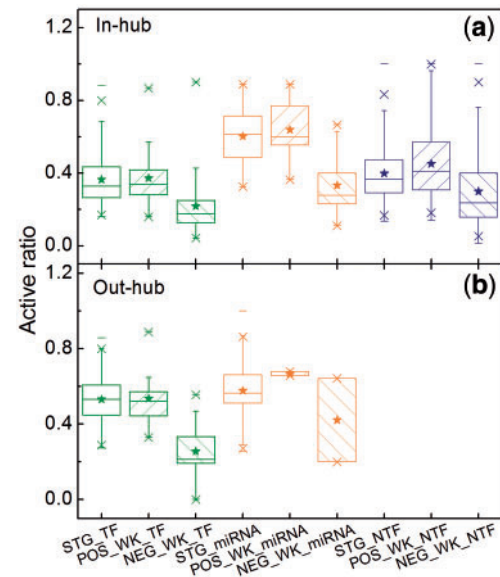 In-hub
(a)
1.2
0.8
0.4
0.0
Active ratio
Out-hub
(b)
1.2
0.8
0.4
0.0
STG_TF
POS_WK_TF
NEG_WK_TF
STG_miRNA
POS_WK_miRNA
NEG_WK_miRNA
STG_NTF
POS_WK_NTF
NEG_WK_NTF